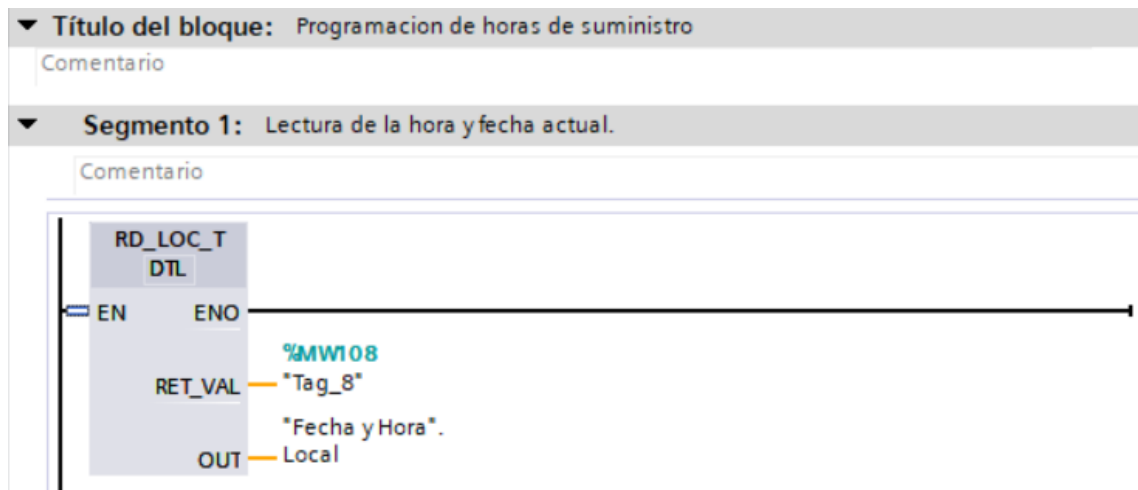 Título del bloque: Programacion de horas de suministro
Comentario
Segmento 1: Lectura de la hora y fecha actual.
Comentario
RD_LOC_T
DTL
EN ENO
%MW108
RET_VAL "Tag_8"
"Fecha y Hora".
OUT Local